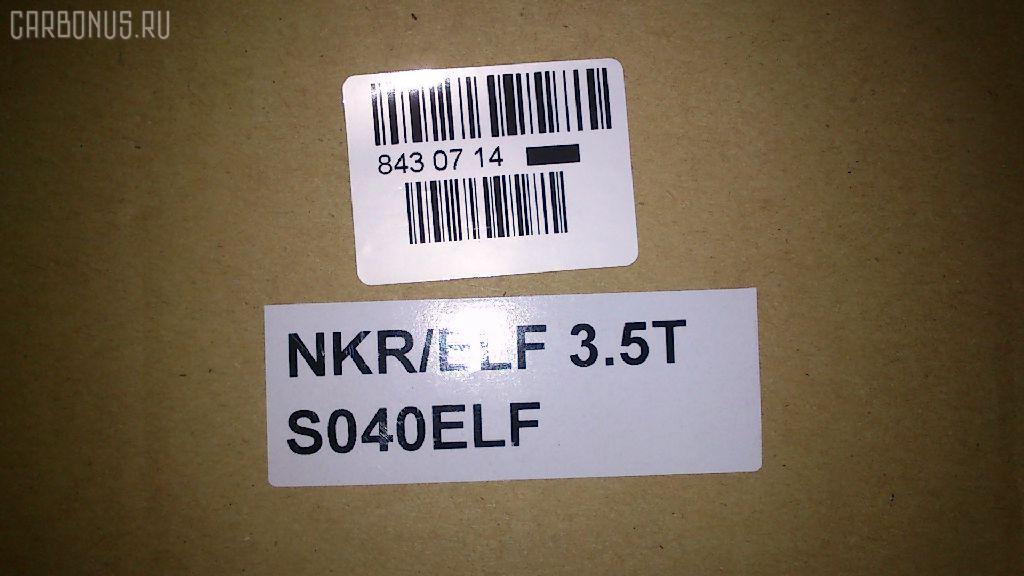 CARBONUS.RU
843 07 14
NKR/ELF 3.5T
S040ELF